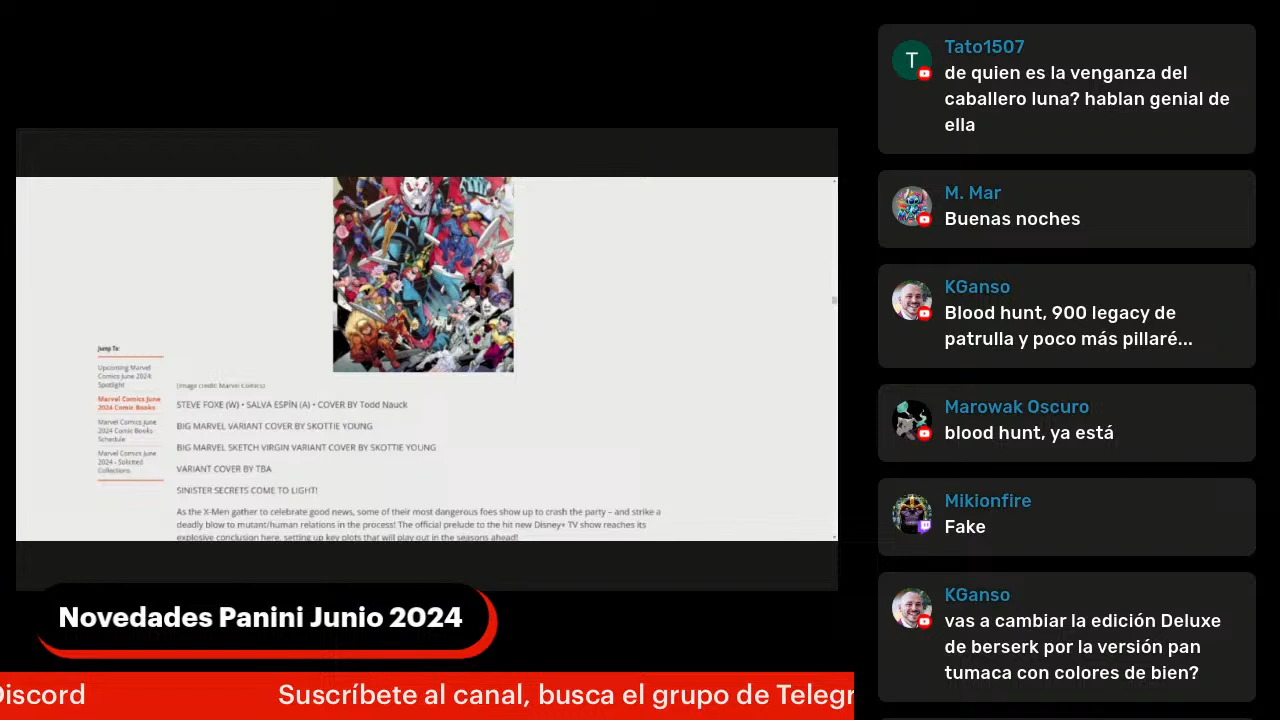 Jump To:
Upcoming Marvel
Comics June 2024:
Spotlight
Marvel Comics June
2024 Comic Books
Marvel Comics June
2024 Comic Books
Schedule
Marvel Comics June
2024 - Solicited
Collections
(Image credit: Marvel Comics)
STEVE FOXE (W) • SALVA ESPÍN (A) • COVER BY Todd Nauck
BIG MARVEL VARIANT COVER BY SKOTTIE YOUNG
BIG MARVEL SKETCH VIRGIN VARIANT COVER BY SKOTTIE YOUNG
VARIANT COVER BY TBA
SINISTER SECRETS COME TO LIGHT!
As the X-Men gather to celebrate good news, some of their most dangerous foes show up to crash the party – and strike a
deadly blow to mutant/human relations in the process! The official prelude to the hit new Disney+ TV show reaches its
explosive conclusion here, setting up key plots that will play out in the seasons ahead!
Novedades Panini Junio 2024
Discord
Suscríbete al canal, busca el grupo de Telegr
T
Tato1507
de quien es la venganza del
caballero luna? hablan genial de
ella
M. Mar
Buenas noches
KGanso
Blood hunt, 900 legacy de
patrulla y poco más pillaré...
Marowak Oscuro
blood hunt, ya está
Mikionfire
Fake
KGanso
vas a cambiar la edición Deluxe
de berserk por la versión pan
tumaca con colores de bien?